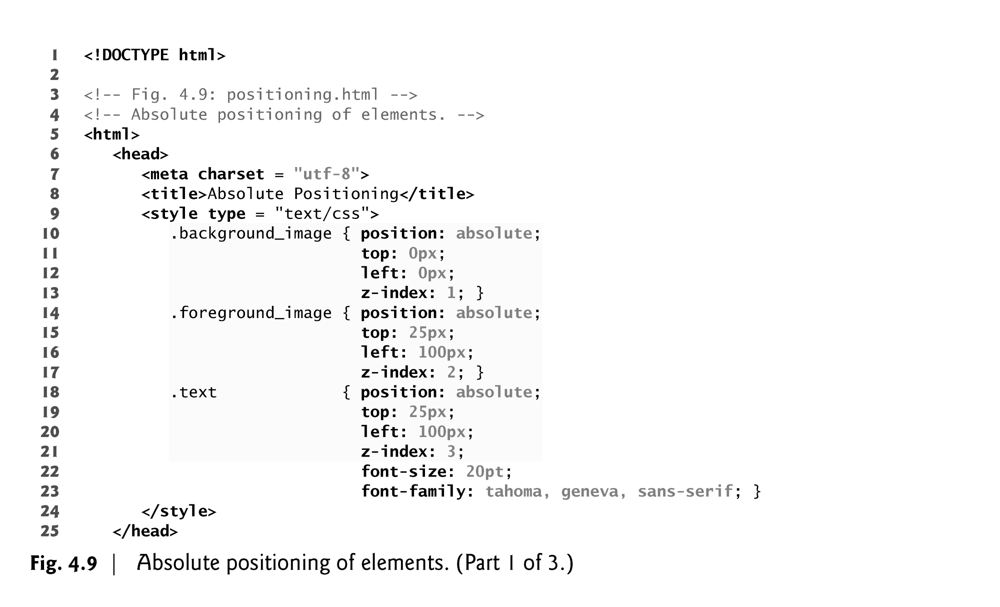 1 <!DOCTYPE html>
2
3 <!-- Fig. 4.9: positioning.html -->
4 <!-- Absolute positioning of elements. -->
5 <html>
6    <head>
7       <meta charset = "utf-8">
8       <title>Absolute Positioning</title>
9       <style type = "text/css">
10         .background_image { position: absolute;
11                             top: 0px;
12                             left: 0px;
13                             z-index: 1; }
14         .foreground_image { position: absolute;
15                             top: 25px;
16                             left: 100px;
17                             z-index: 2; }
18         .text             { position: absolute;
19                             top: 25px;
20                             left: 100px;
21                             z-index: 3;
22                             font-size: 20pt;
23                             font-family: tahoma, geneva, sans-serif; }
24      </style>
25   </head>
Fig. 4.9 | Absolute positioning of elements. (Part 1 of 3.)